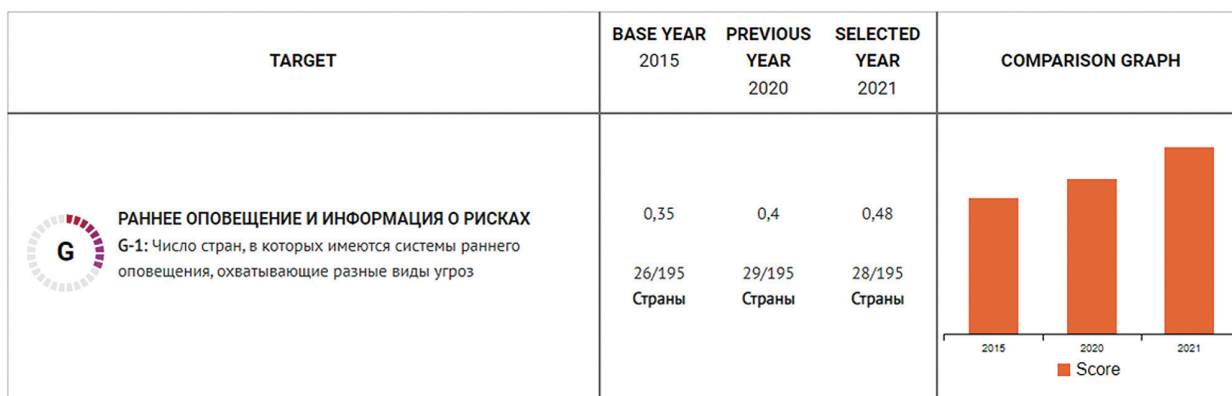 TARGET
BASE YEAR
2015
PREVIOUS
YEAR
2020
SELECTED
YEAR
2021
COMPARISON GRAPH
G
РАННЕЕ ОПОВЕЩЕНИЕ И ИНФОРМАЦИЯ О РИСКАХ
G-1: Число стран, в которых имеются системы раннего
оповещения, охватывающие разные виды угроз
0,35
0,4
0,48
26/195
Страны
29/195
Страны
28/195
Страны
2015
2020
2021
Score